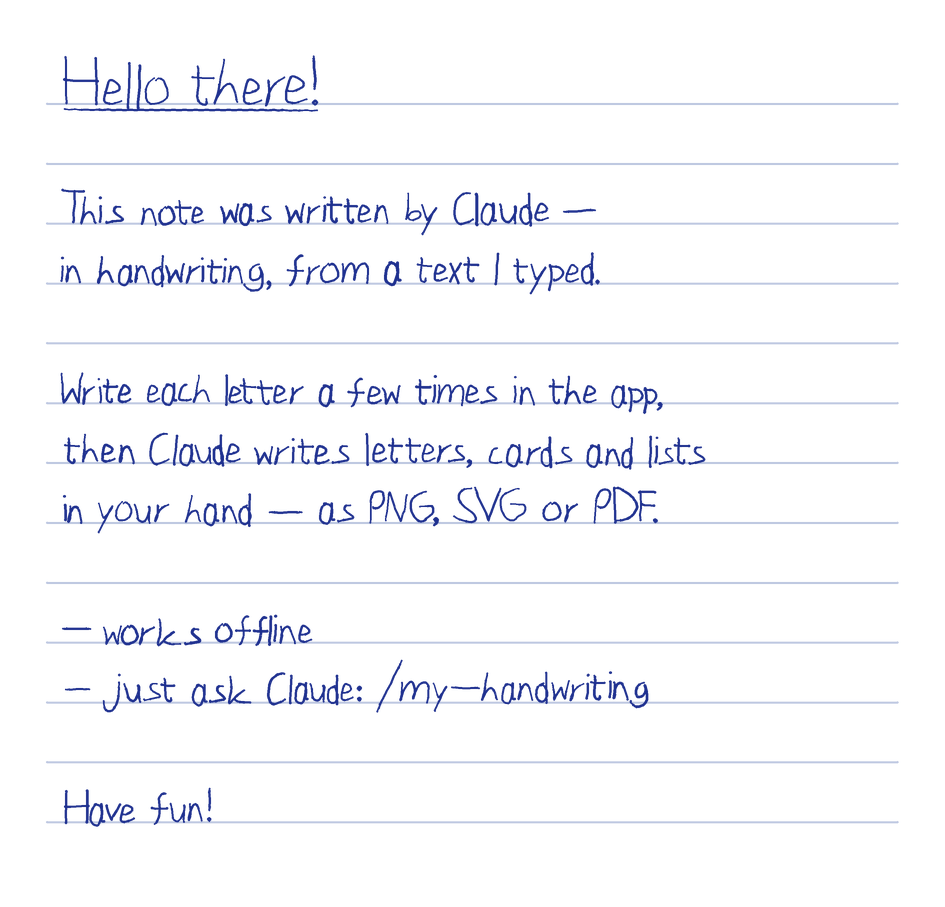 Hello there!
This note was written by Claude —
in handwriting, from a text I typed.
Write each letter a few times in the app,
then Claude writes letters, cards and lists
in your hand — as PNG, SVG or PDF.
— works offline
— just ask Claude: /my-handwriting
Have fun!